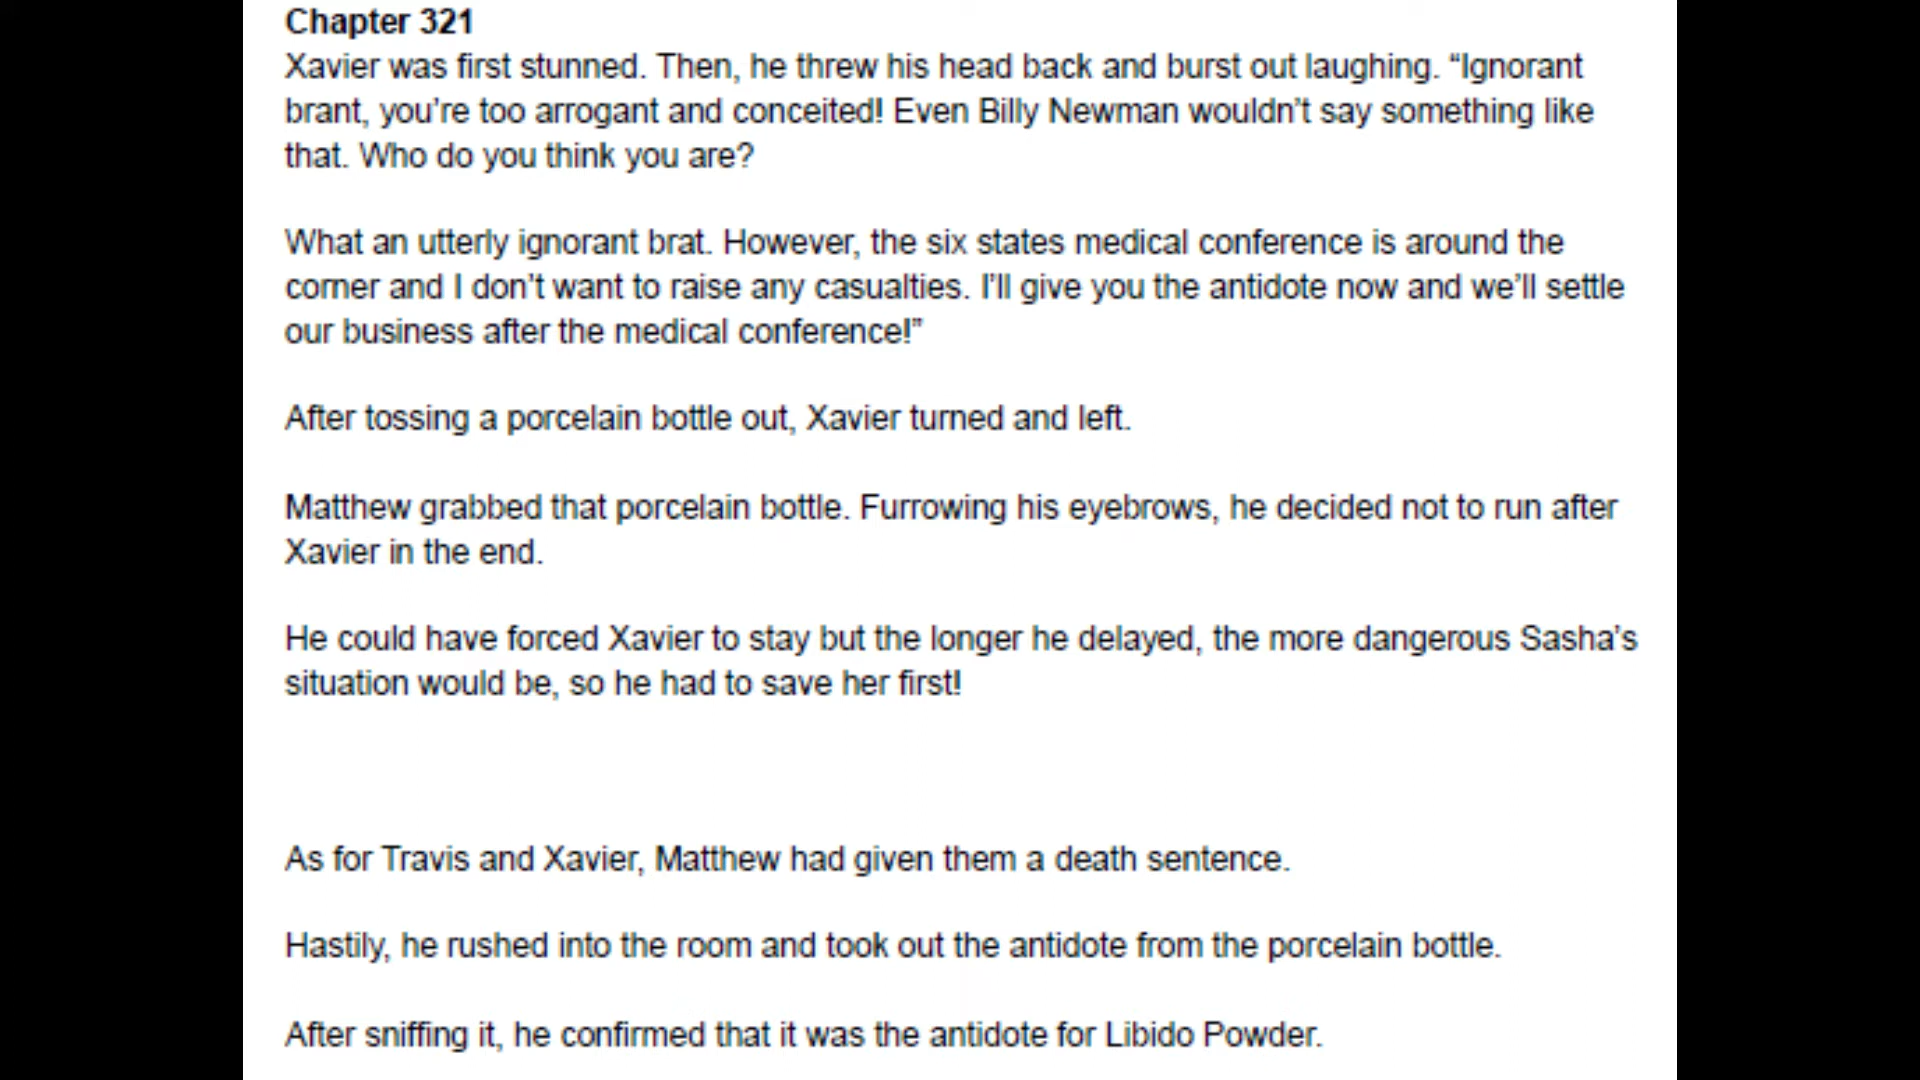 Chapter 321
Xavier was first stunned. Then, he threw his head back and burst out laughing. “Ignorant
brant, you’re too arrogant and conceited! Even Billy Newman wouldn’t say something like
that. Who do you think you are?
What an utterly ignorant brat. However, the six states medical conference is around the
corner and I don’t want to raise any casualties. I’ll give you the antidote now and we’ll settle
our business after the medical conference!”
After tossing a porcelain bottle out, Xavier turned and left.
Matthew grabbed that porcelain bottle. Furrowing his eyebrows, he decided not to run after
Xavier in the end.
He could have forced Xavier to stay but the longer he delayed, the more dangerous Sasha’s
situation would be, so he had to save her first!
As for Travis and Xavier, Matthew had given them a death sentence.
Hastily, he rushed into the room and took out the antidote from the porcelain bottle.
After sniffing it, he confirmed that it was the antidote for Libido Powder.